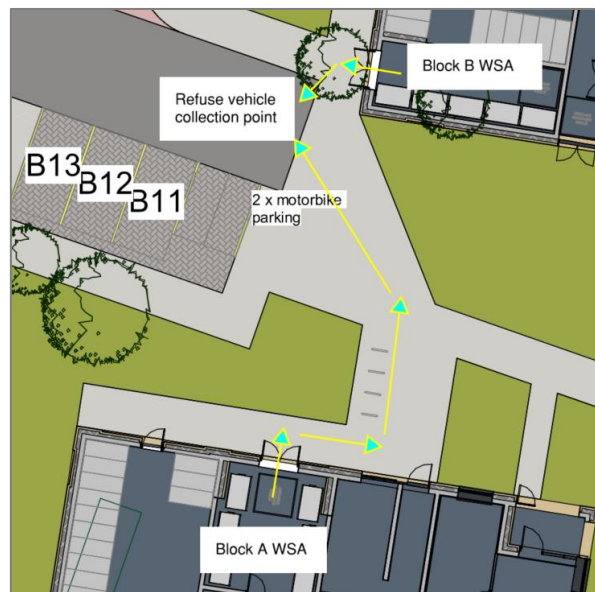 Block B WSA
Refuse vehicle
collection point
B13
B12
B11
2 x motorbike
parking
Block A WSA